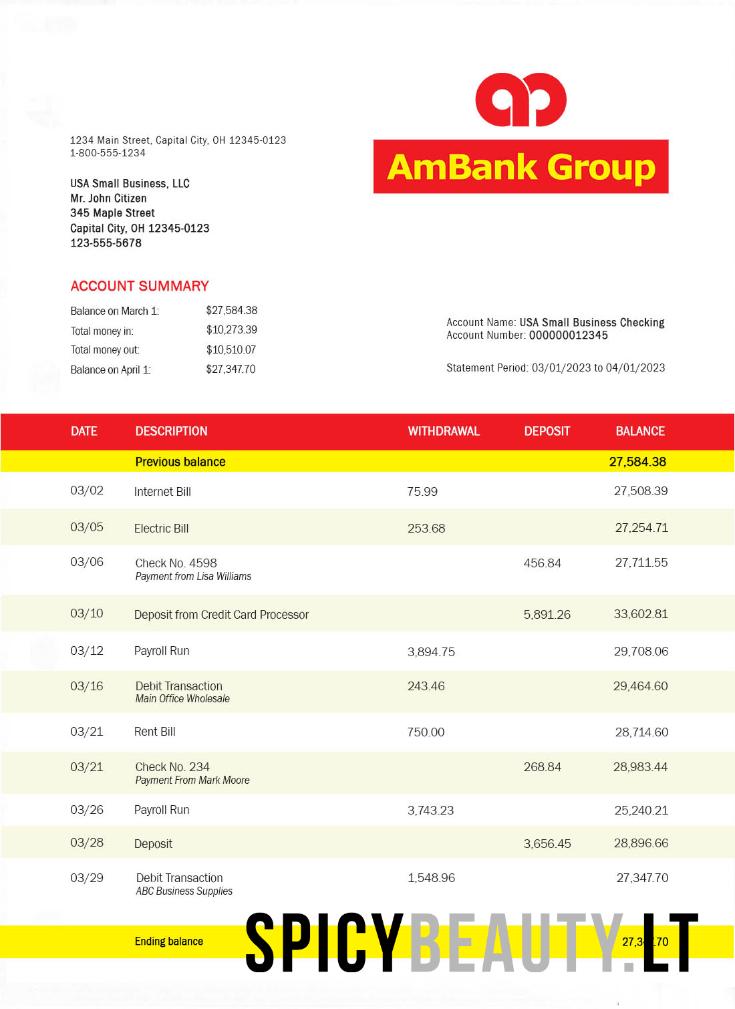 AmBank Group
1234 Main Street, Capital City, OH 12345-0123
1-800-555-1234
USA Small Business, LLC
Mr. John Citizen
345 Maple Street
Capital City, OH 12345-0123
123-555-5678
ACCOUNT SUMMARY
Balance on March 1: $27,584.38
Total money in: $10,273.39
Total money out: $10,510.07
Balance on April 1: $27,347.70
Account Name: USA Small Business Checking
Account Number: 000000012345
Statement Period: 03/01/2023 to 04/01/2023
DATE DESCRIPTION WITHDRAWAL DEPOSIT BALANCE
Previous balance 27,584.38
03/02 Internet Bill 75.99 27,508.39
03/05 Electric Bill 253.68 27,254.71
03/06 Check No. 4598 456.84 27,711.55
Payment from Lisa Williams
03/10 Deposit from Credit Card Processor 5,891.26 33,602.81
03/12 Payroll Run 3,894.75 29,708.06
03/16 Debit Transaction 243.46 29,464.60
Main Office Wholesale
03/21 Rent Bill 750.00 28,714.60
03/21 Check No. 234 268.84 28,983.44
Payment From Mark Moore
03/26 Payroll Run 3,743.23 25,240.21
03/28 Deposit 3,656.45 28,896.66
03/29 Debit Transaction 1,548.96 27,347.70
ABC Business Supplies
Ending balance
SPICYBEAUTY.LT